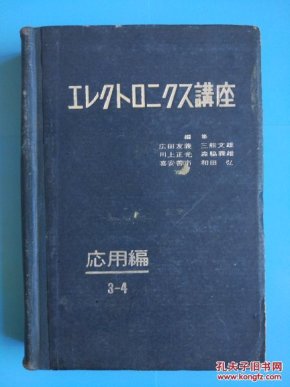 エレクトロニクス講座
編集
広田友義 三熊文雄
川上正光 森脇義雄
喜安善市 和田弘
応用編
3-4
孔夫子旧书网